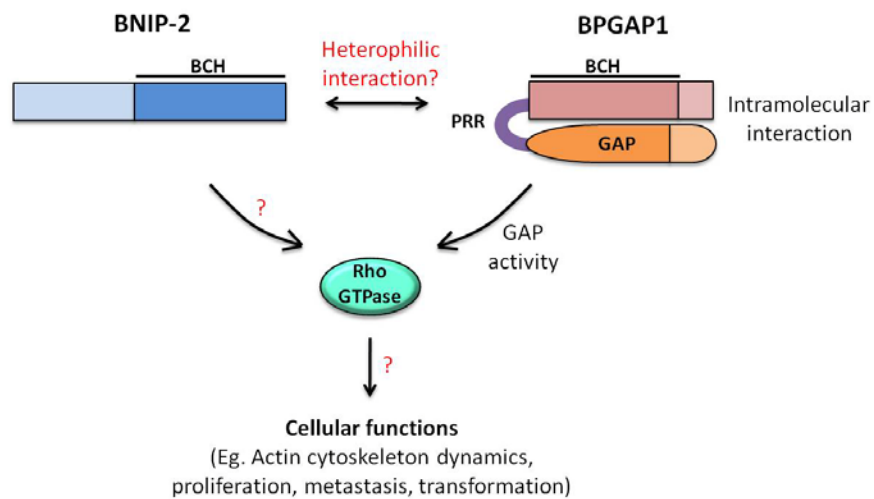 BNIP-2
BPGAP1
BCH
Heterophilic
interaction?
BCH
PRR
GAP
Intramolecular
interaction
?
GAP
activity
Rho
GTPase
?
Cellular functions
(Eg. Actin cytoskeleton dynamics,
proliferation, metastasis, transformation)